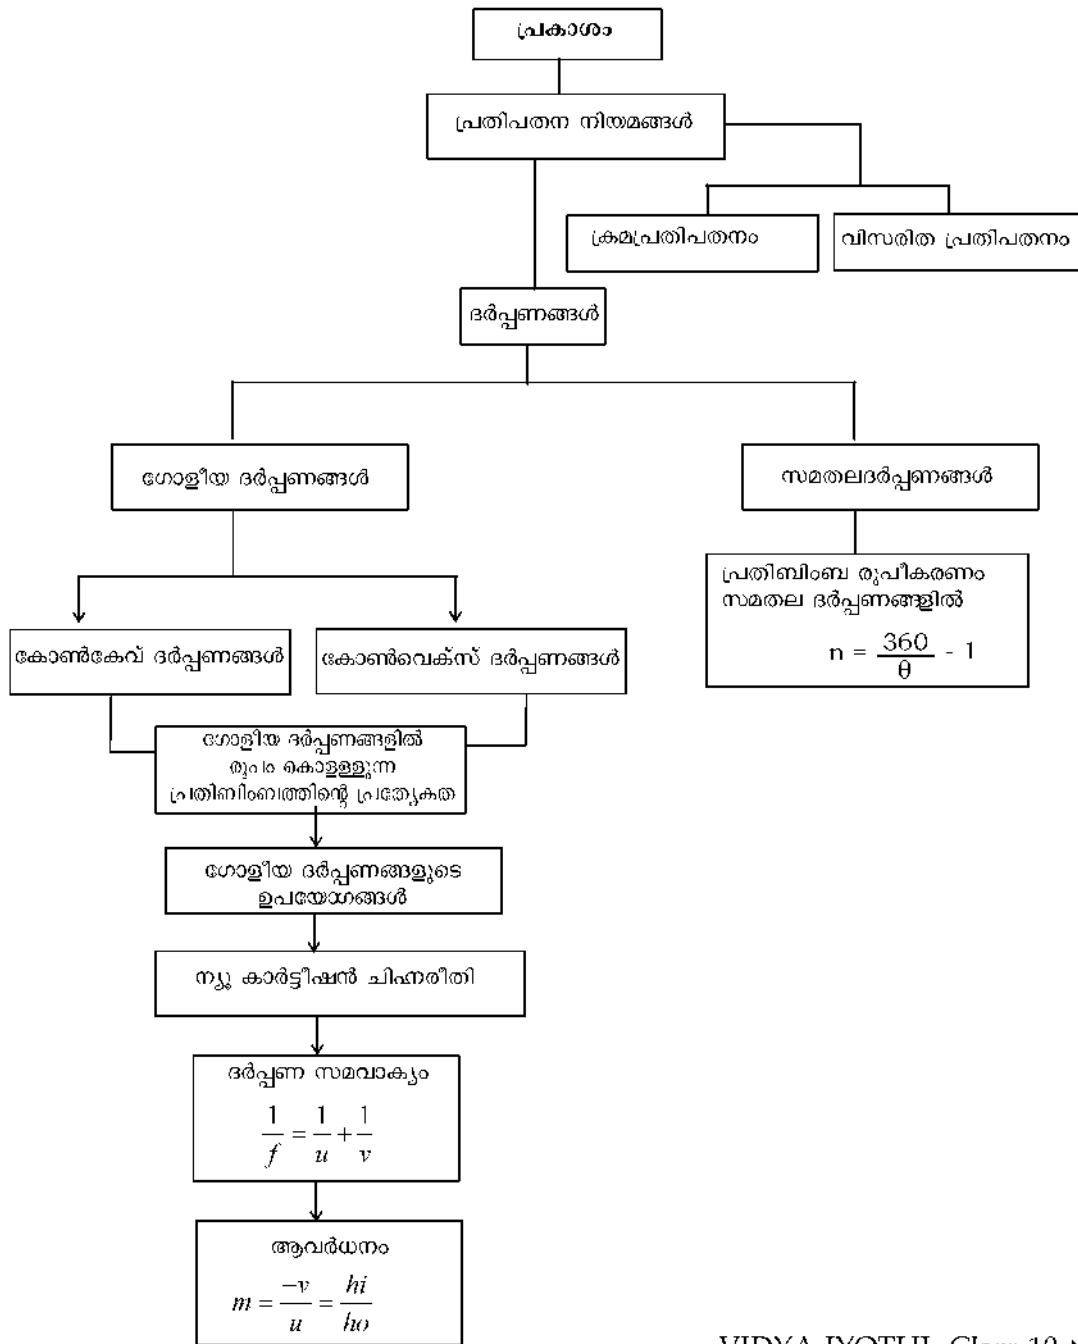 പ്രകാശം
പ്രതിപതന നിയമങ്ങൾ
ക്രമപ്രതിപതനം
വിസരിത പ്രതിപതനം
ദർപ്പണങ്ങൾ
ഗോളീയ ദർപ്പണങ്ങൾ
സമതലദർപ്പണങ്ങൾ
പ്രതിബിംബ രൂപീകരണം
സമതല ദർപ്പണങ്ങളിൽ
n = 360/θ - 1
കോൺകേവ് ദർപ്പണങ്ങൾ
കോൺവെക്സ് ദർപ്പണങ്ങൾ
ഗോളീയ ദർപ്പണങ്ങളിൽ
രൂപം കൊളള്ളുന്ന
പ്രതിബിംബത്തിന്റെ പ്രത്യേകത
ഗോളീയ ദർപ്പണങ്ങളുടെ
ഉപയോഗങ്ങൾ
ന്യൂ കാർട്ടീഷൻ ചിഹ്നരീതി
ദർപ്പണ സമവാക്യം
1/f = 1/u + 1/v
ആവർധനം
m = -v/u = hi/ho